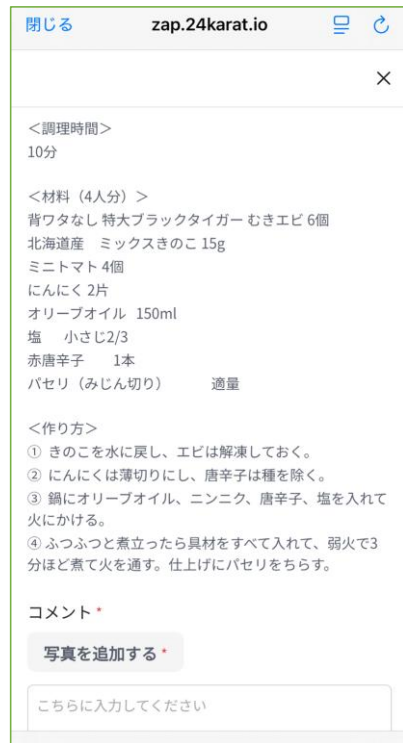 閉じる zap.24karat.io
＜調理時間＞
10分
＜材料（4人分）＞
背ワタなし 特大ブラックタイガー むきエビ 6個
北海道産　ミックスきのこ 15g
ミニトマト 4個
にんにく 2片
オリーブオイル 150ml
塩　小さじ2/3
赤唐辛子　　1本
パセリ（みじん切り）　　　適量
＜作り方＞
① きのこを水に戻し、エビは解凍しておく。
② にんにくは薄切りにし、唐辛子は種を除く。
③ 鍋にオリーブオイル、ニンニク、唐辛子、塩を入れて
火にかける。
④ ふつふつと煮立ったら具材をすべて入れて、弱火で3
分ほど煮て火を通す。仕上げにパセリをちらす。
コメント *
写真を追加する *
こちらに入力してください